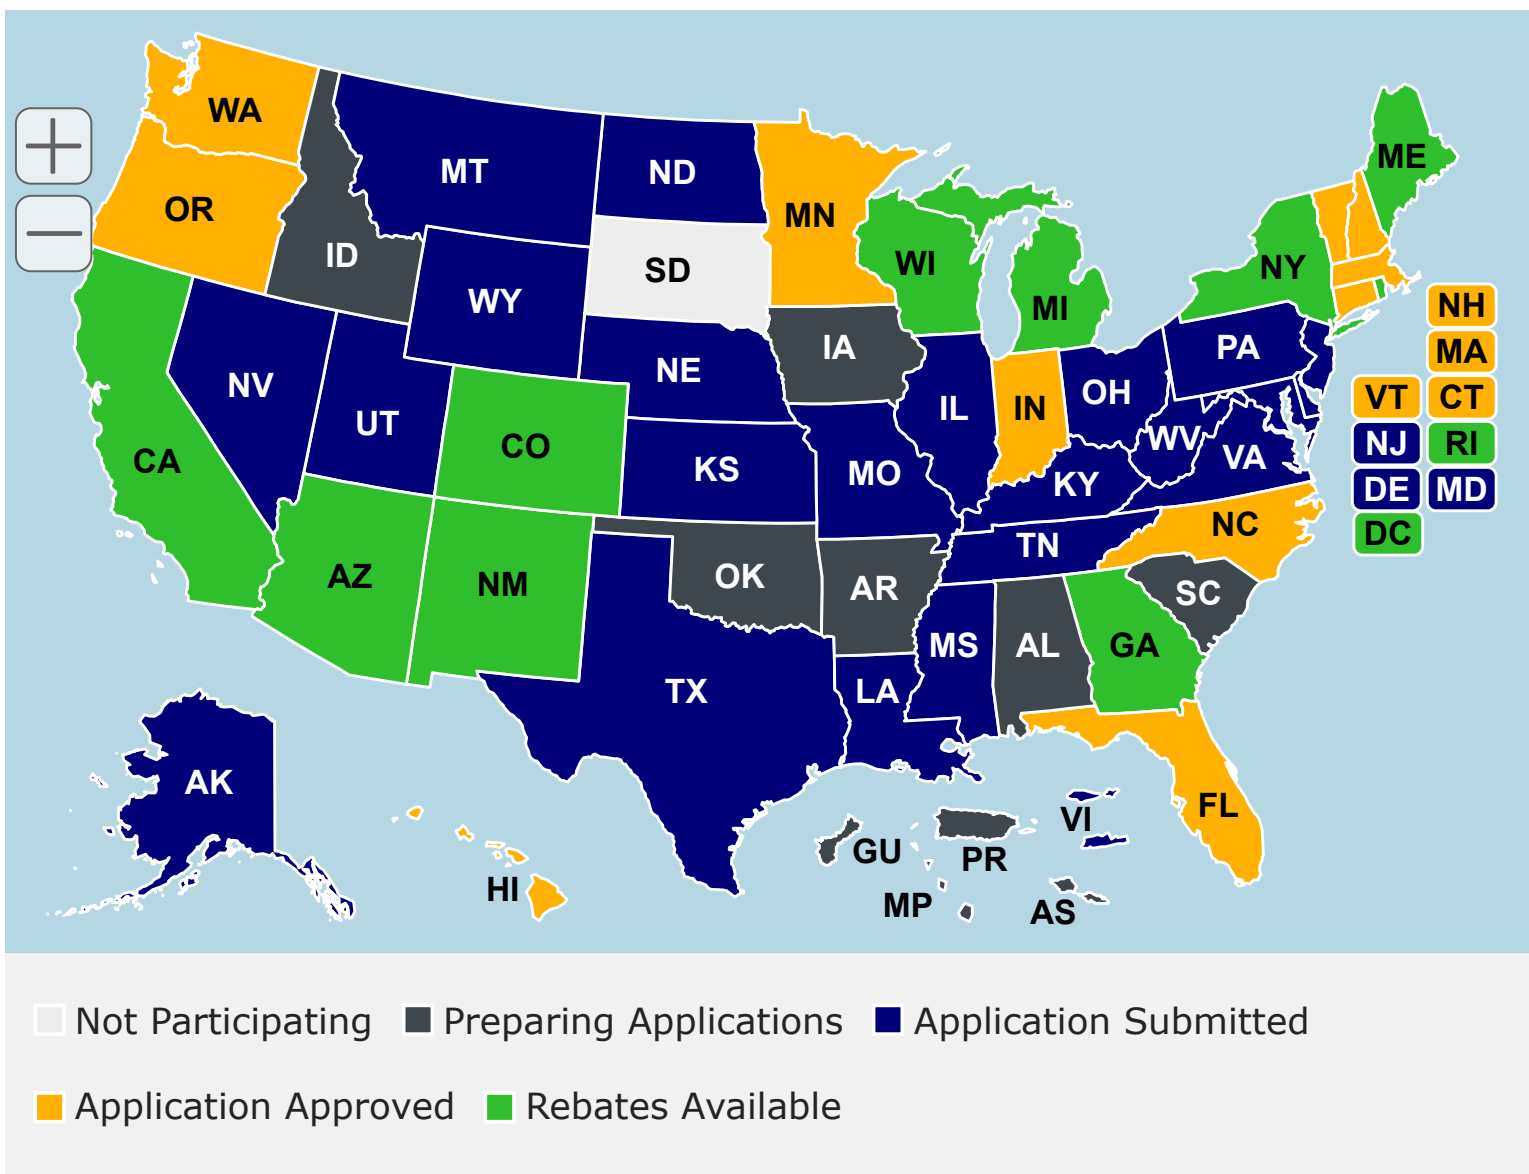 WA
ME
MT
ND
OR
MN
ID
SD
WI
NY
MI
WY
NH
IA
PA
MA
NE
NV
OH
UT
IL
IN
VT
CT
CO
WV
NJ
RI
CA
KS
MO
VA
KY
DE
MD
NC
DC
TN
AZ
OK
NM
AR
SC
MS
AL
GA
TX
LA
AK
FL
VI
GU
PR
HI
MP
AS
Not Participating
Preparing Applications
Application Submitted
Application Approved
Rebates Available